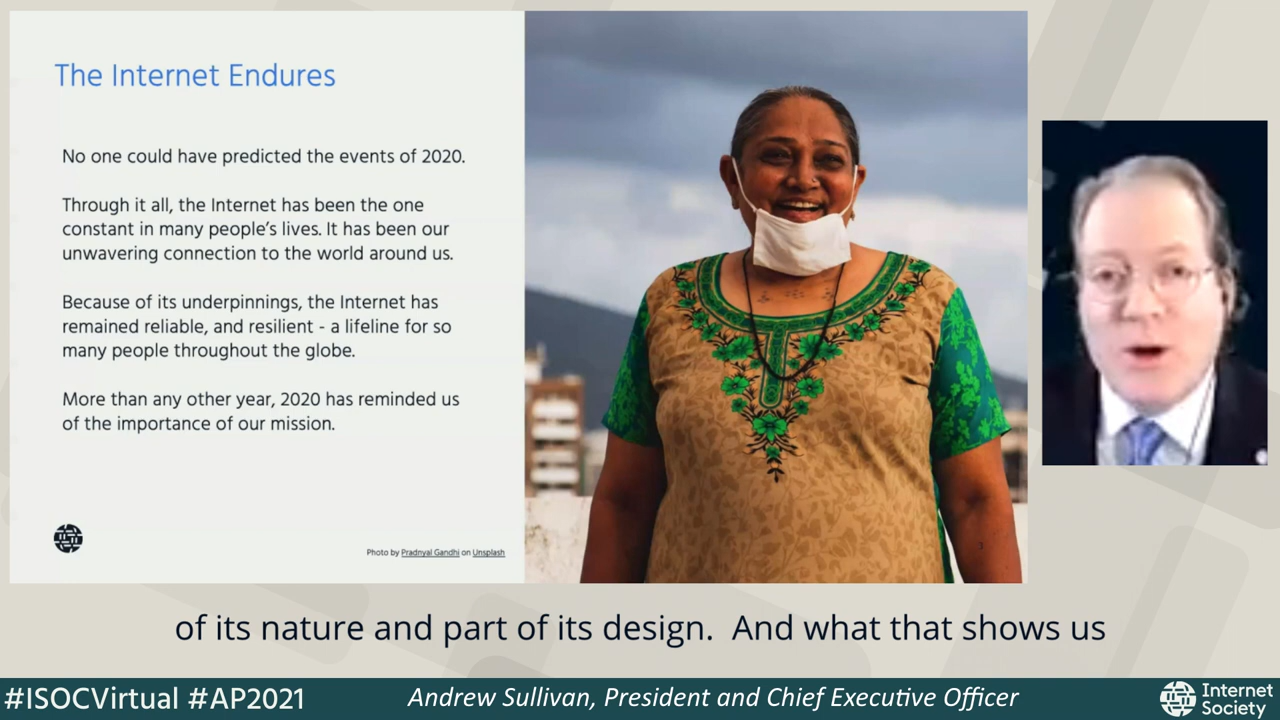 The Internet Endures
No one could have predicted the events of 2020.
Through it all, the Internet has been the one
constant in many people's lives. It has been our
unwavering connection to the world around us.
Because of its underpinnings, the Internet has
remained reliable, and resilient - a lifeline for so
many people throughout the globe.
More than any other year, 2020 has reminded us
of the importance of our mission.
Photo by Pradnyal Gandhi on Unsplash
of its nature and part of its design.  And what that shows us
#ISOCVirtual #AP2021
Andrew Sullivan, President and Chief Executive Officer
Internet
Society